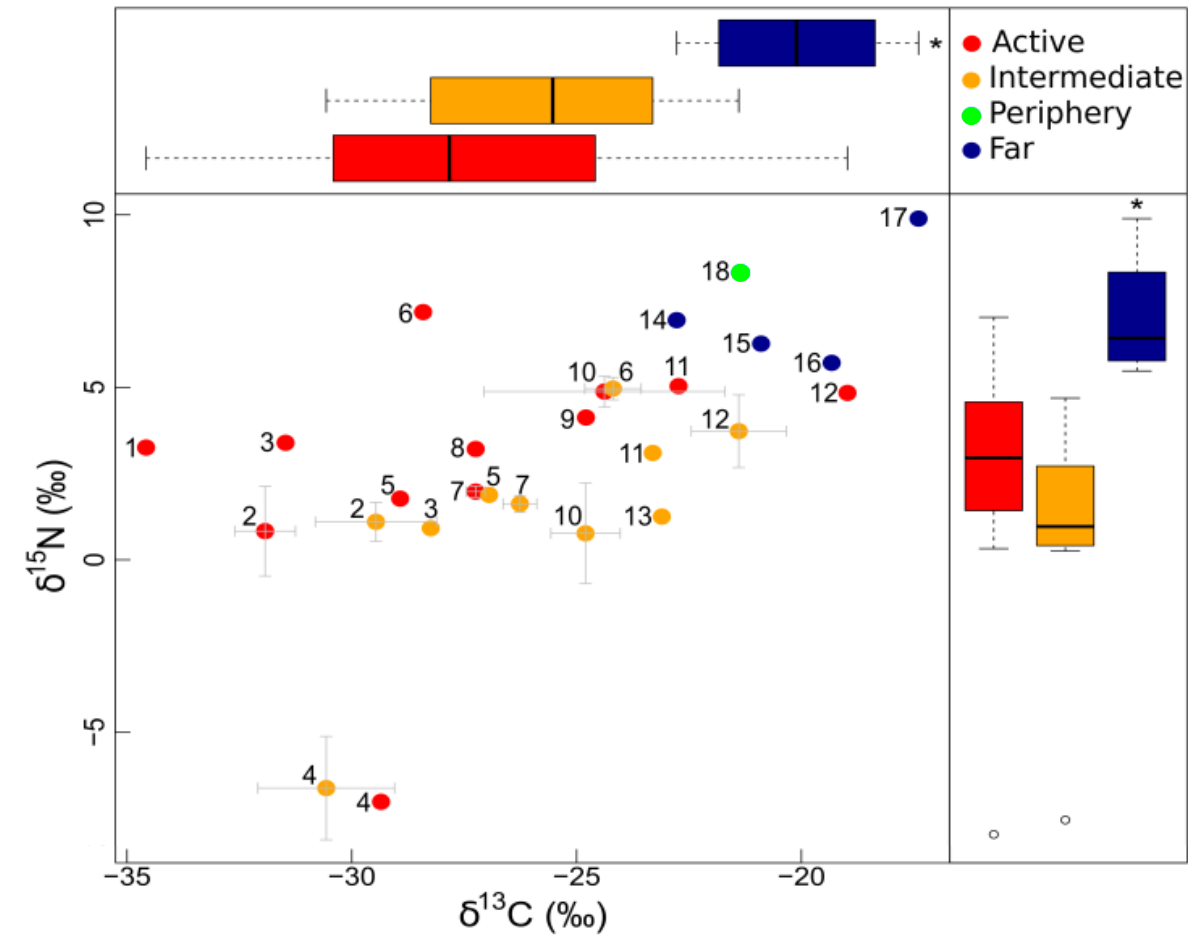 * Active
Intermediate
Periphery
Far
10 17 *
18
6 14
15
16
5 10 6 11 12
9 12
1 3 8 11
5 7 5 7
2 2 3 10 13
0
−5
4 4
−35 −30 −25 −20
δ15N (‰)
δ13C (‰)